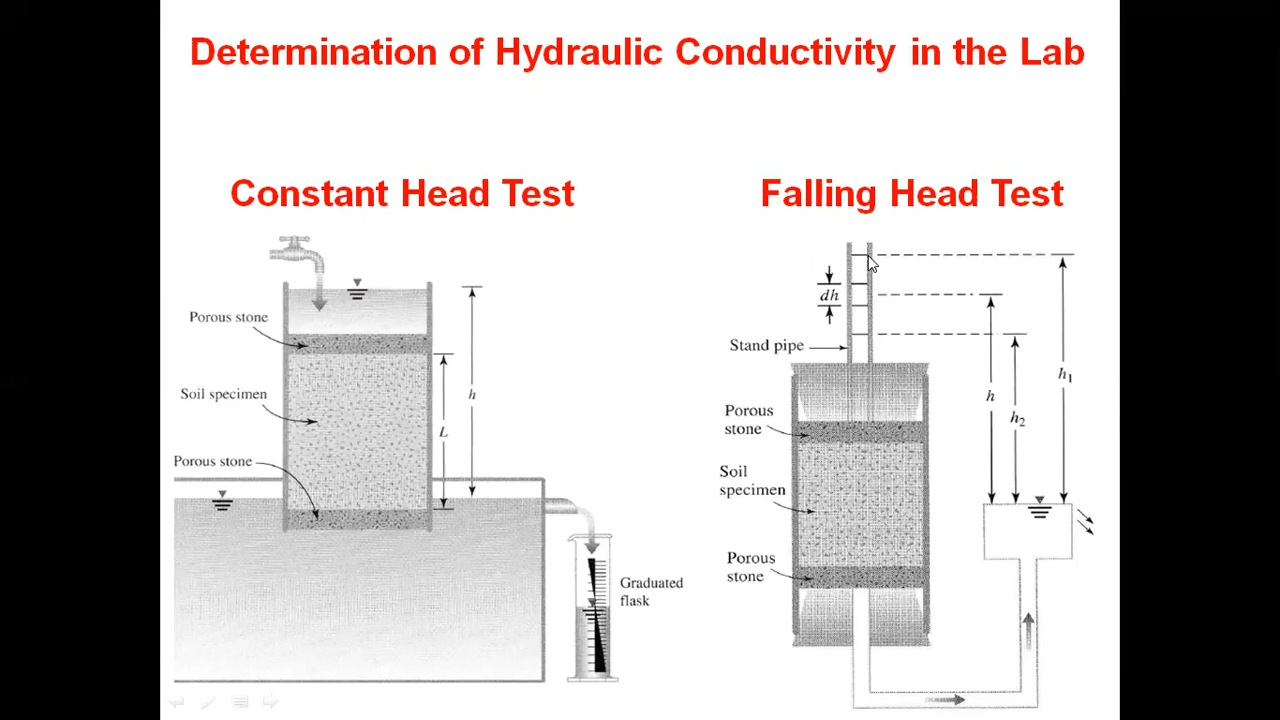 Determination of Hydraulic Conductivity in the Lab
Constant Head Test
Porous stone
Soil specimen
Porous stone
h
L
Graduated
flask
Falling Head Test
dh
Stand pipe
Porous
stone
Soil
specimen
Porous
stone
h
h₂
h₁